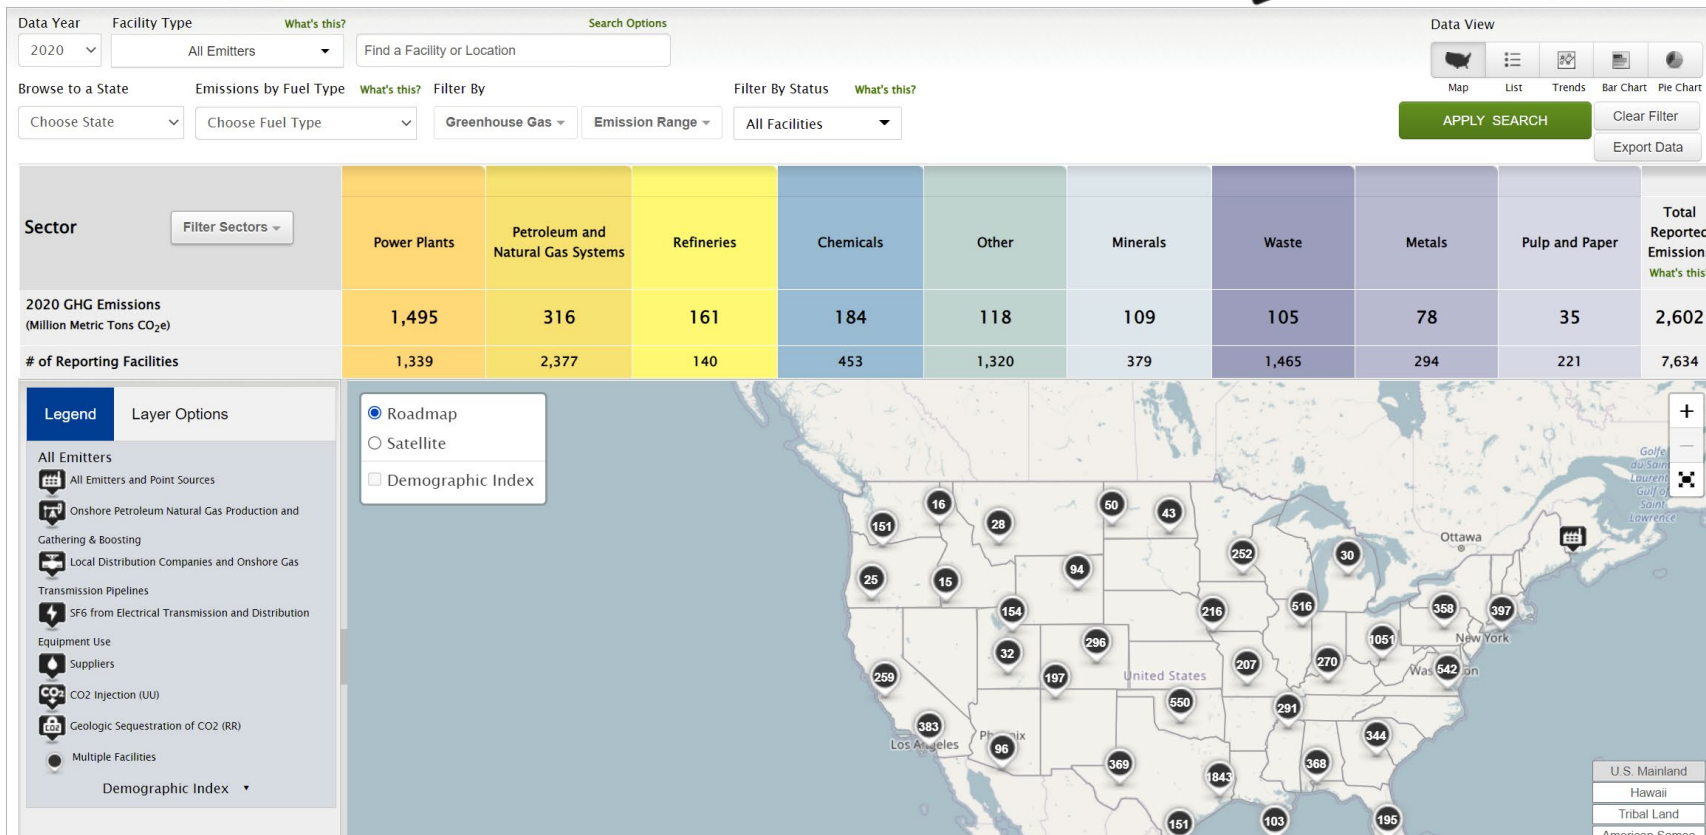 Data Year
Facility Type
What's this?
Search Options
Data View
2020
All Emitters
Find a Facility or Location
Map
List
Trends
Bar Chart
Pie Chart
Browse to a State
Emissions by Fuel Type
What's this?
Filter By
Filter By Status
What's this?
Choose State
Choose Fuel Type
Greenhouse Gas
Emission Range
All Facilities
APPLY SEARCH
Clear Filter
Export Data
Sector
Filter Sectors
Power Plants
Petroleum and
Natural Gas Systems
Refineries
Chemicals
Other
Minerals
Waste
Metals
Pulp and Paper
Total
Reported
Emission
What's this
2020 GHG Emissions
(Million Metric Tons CO₂e)
1,495
316
161
184
118
109
105
78
35
2,602
# of Reporting Facilities
1,339
2,377
140
453
1,320
379
1,465
294
221
7,634
Legend
Layer Options
All Emitters
All Emitters and Point Sources
Onshore Petroleum Natural Gas Production and
Gathering & Boosting
Local Distribution Companies and Onshore Gas
Transmission Pipelines
SF6 from Electrical Transmission and Distribution
Equipment Use
Suppliers
CO2
CO2 Injection (UU)
CO2
Geologic Sequestration of CO2 (RR)
Multiple Facilities
Demographic Index
Roadmap
Satellite
Demographic Index
+
−
Golfe
du Sain
Laurent
Gulf o
Saint
Lawrence
16
50
43
151
28
Ottawa
252
30
94
25
15
154
216
516
358
397
New York
1051
32
296
207
270
542
259
197
United States
550
291
383
Los Angeles
96
344
369
1843
368
151
103
195
U.S. Mainland
Hawaii
Tribal Land
American Samoa